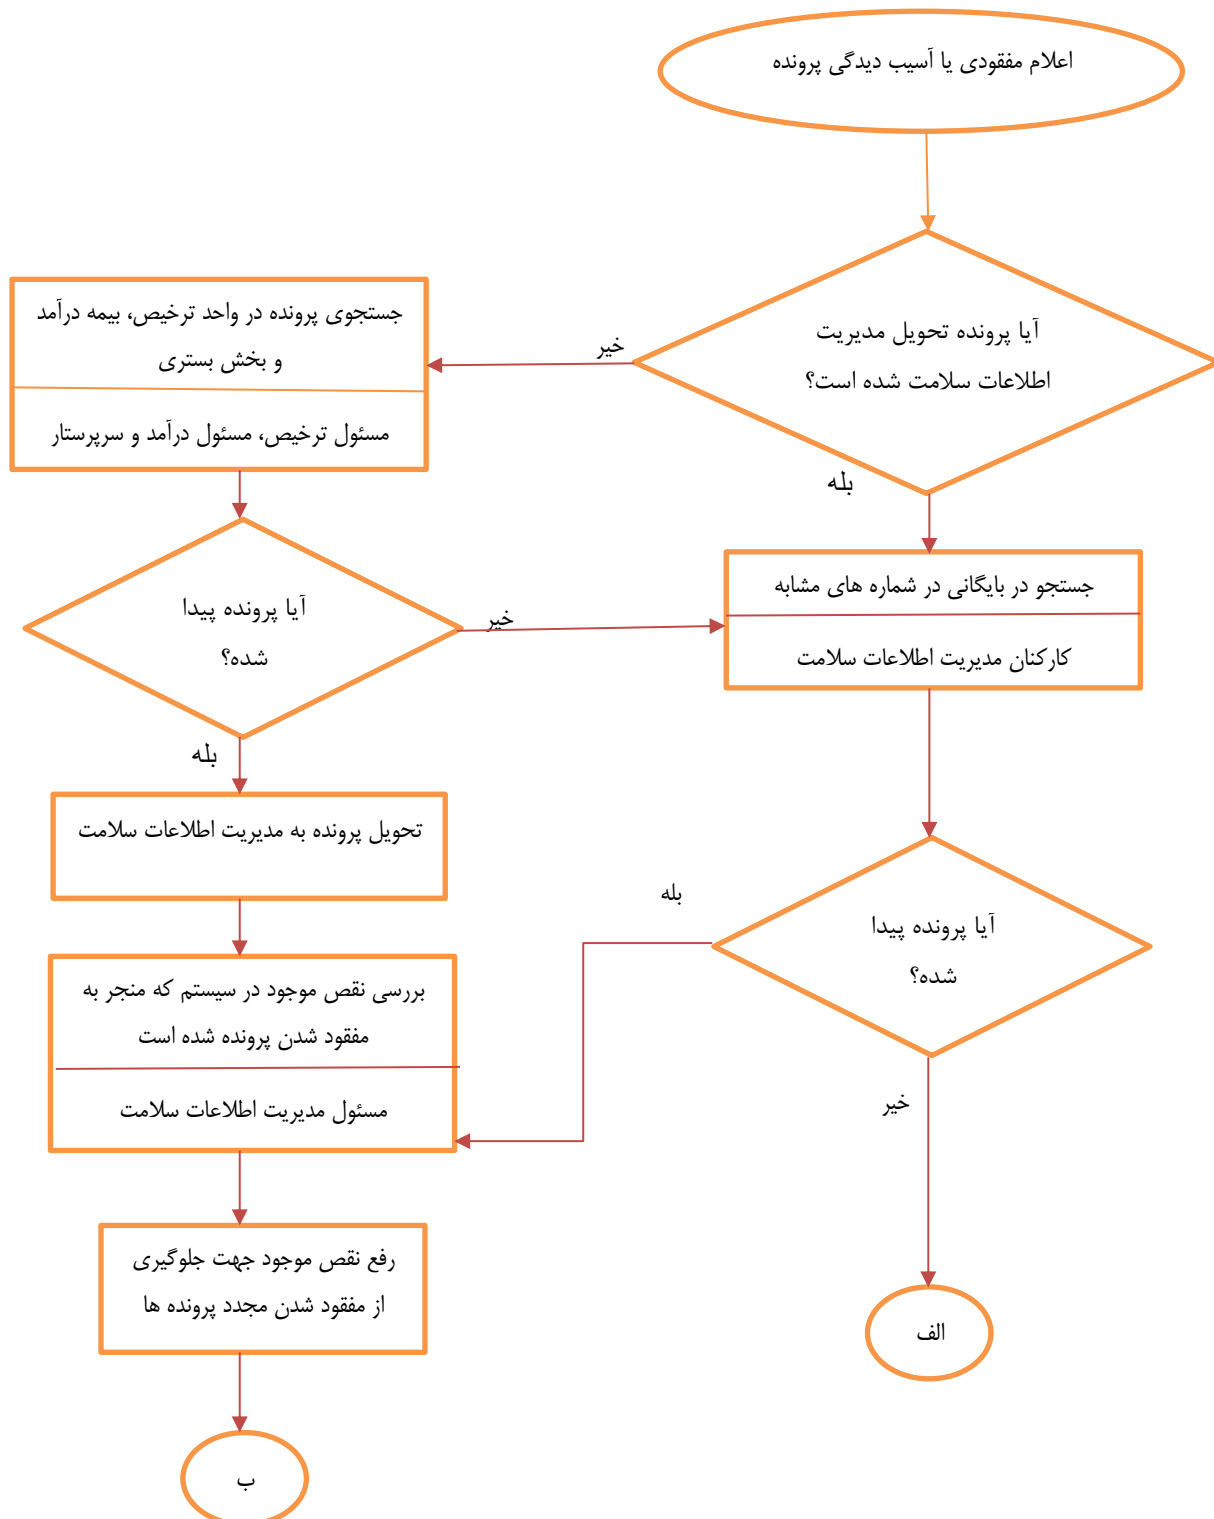 اعلام مفقودی یا آسیب دیدگی پرونده
آیا پرونده تحویل مدیریت
اطلاعات سلامت شده است؟
خیر
بله
جستجوی پرونده در واحد ترخیص، بیمه درآمد
و بخش بستری
مسئول ترخیص، مسئول درآمد و سرپرستار
جستجو در بایگانی در شماره های مشابه
کارکنان مدیریت اطلاعات سلامت
آیا پرونده پیدا
شده؟
خیر
بله
تحویل پرونده به مدیریت اطلاعات سلامت
آیا پرونده پیدا
شده؟
بله
خیر
بررسی نقص موجود در سیستم که منجر به
مفقود شدن پرونده شده است
مسئول مدیریت اطلاعات سلامت
رفع نقص موجود جهت جلوگیری
از مفقود شدن مجدد پرونده ها
الف
ب